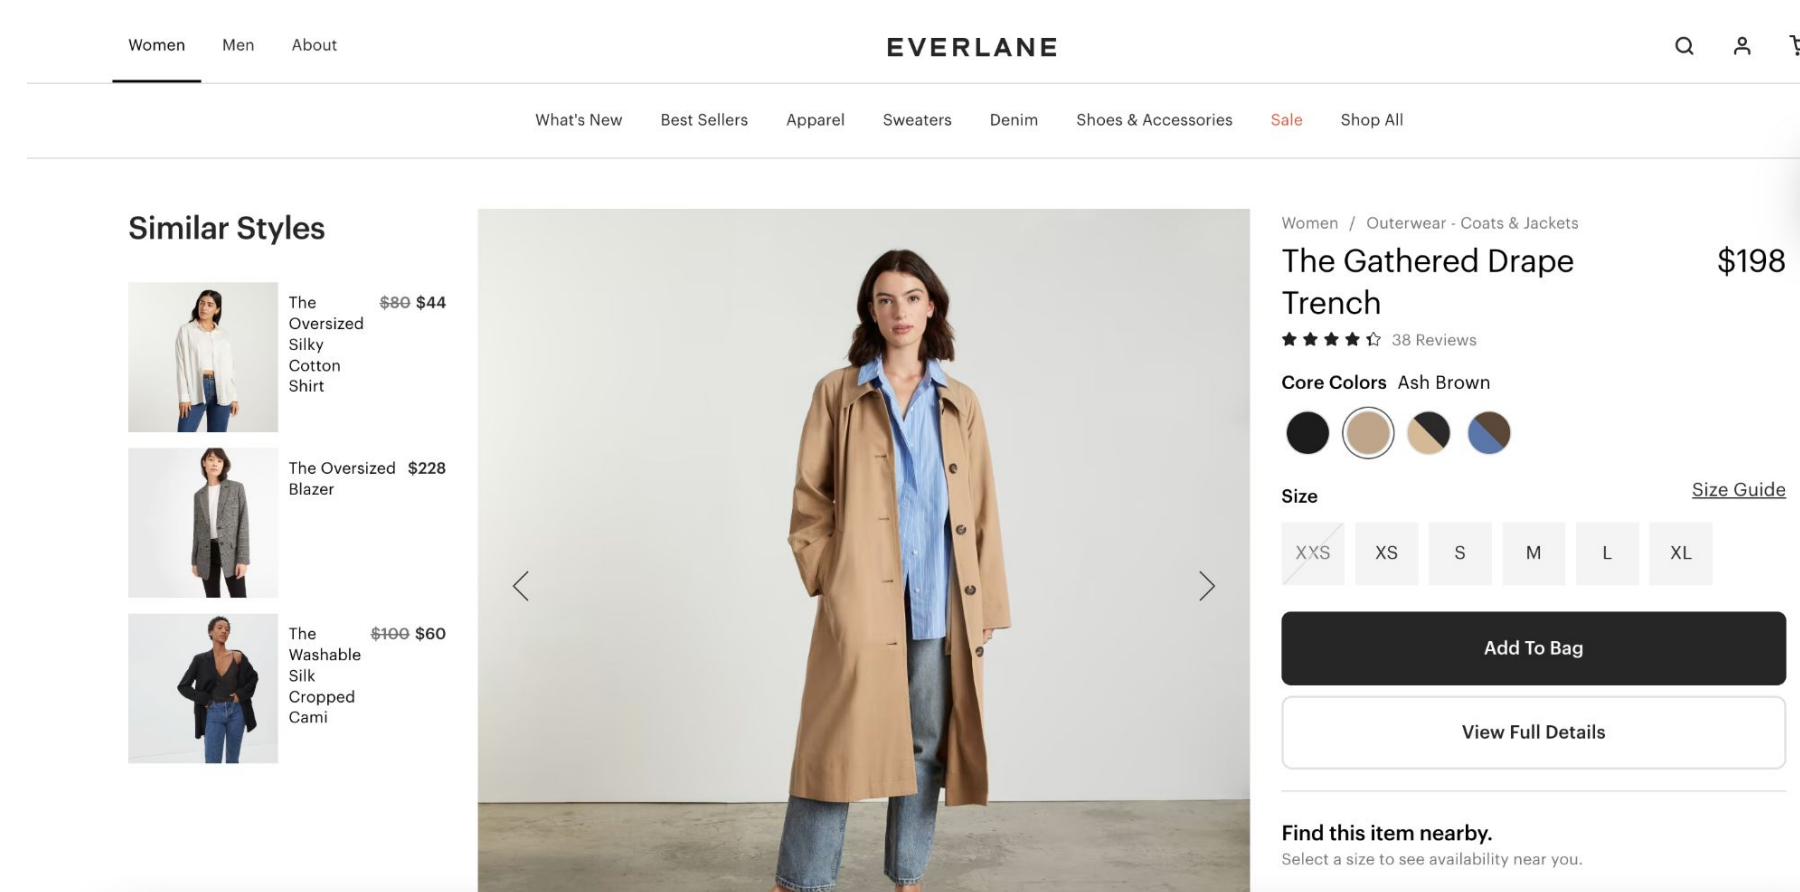 Women Men About
EVERLANE
What's New Best Sellers Apparel Sweaters Denim Shoes & Accessories Sale Shop All
Similar Styles
The Oversized Silky Cotton Shirt $80 $44
The Oversized Blazer $228
The Washable Silk Cropped Cami $100 $60
Women / Outerwear - Coats & Jackets
The Gathered Drape
Trench
$198
38 Reviews
Core Colors Ash Brown
Size
Size Guide
XXS XS S M L XL
Add To Bag
View Full Details
Find this item nearby.
Select a size to see availability near you.